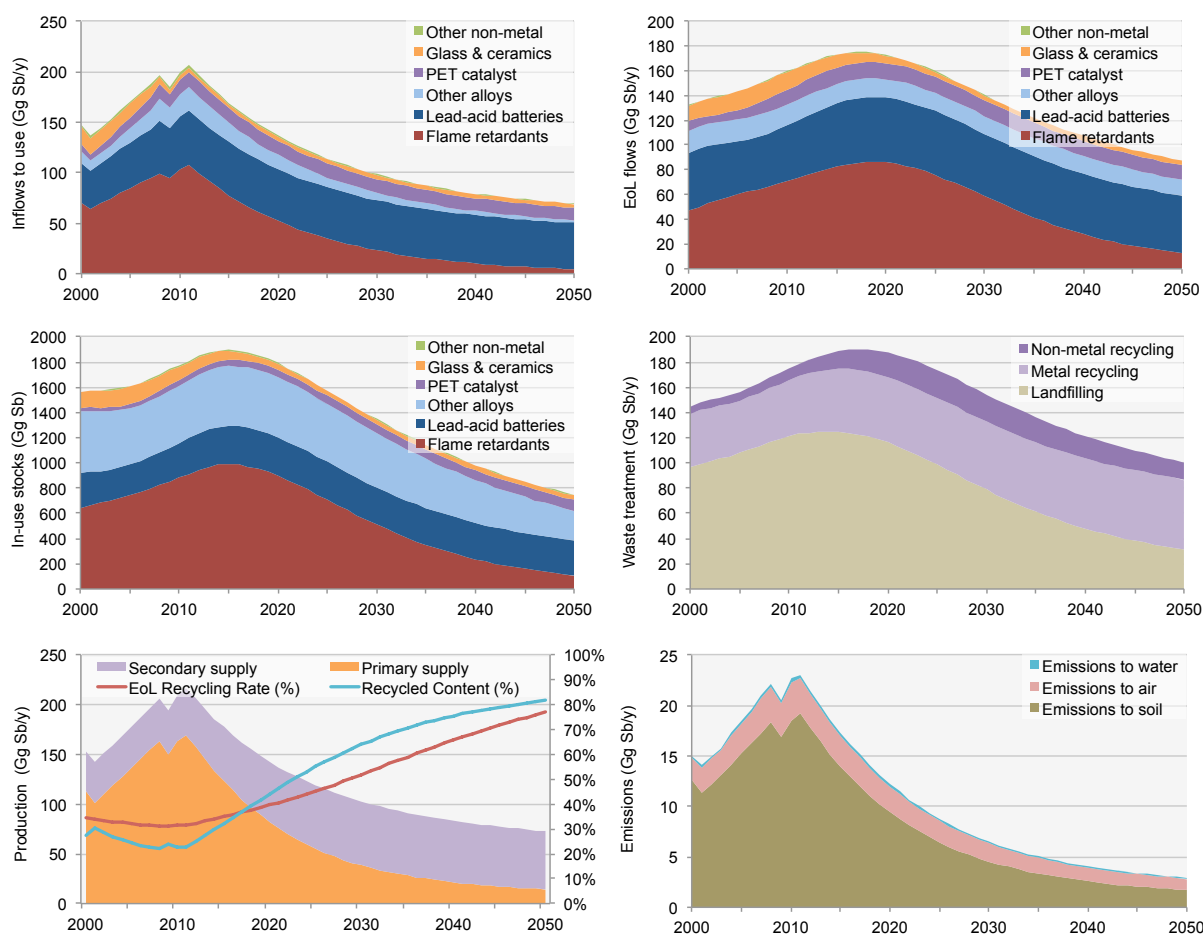 250
200
150
100
50
0
Inflows to use (Gg Sb/y)
Other non-metal
Glass & ceramics
PET catalyst
Other alloys
Lead-acid batteries
Flame retardants
2000 2010 2020 2030 2040 2050
200
180
160
140
120
100
80
60
40
20
0
EoL flows (Gg Sb/y)
Other non-metal
Glass & ceramics
PET catalyst
Other alloys
Lead-acid batteries
Flame retardants
2000 2010 2020 2030 2040 2050
2000
1800
1600
1400
1200
1000
800
600
400
200
0
In-use stocks (Gg Sb)
Other non-metal
Glass & ceramics
PET catalyst
Other alloys
Lead-acid batteries
Flame retardants
2000 2010 2020 2030 2040 2050
200
180
160
140
120
100
80
60
40
20
0
Waste treatment (Gg Sb/y)
Non-metal recycling
Metal recycling
Landfilling
2000 2010 2020 2030 2040 2050
250
200
150
100
50
0
Production (Gg Sb/y)
Secondary supply Primary supply
EoL Recycling Rate (%) Recycled Content (%)
100%
90%
80%
70%
60%
50%
40%
30%
20%
10%
0%
2000 2010 2020 2030 2040 2050
25
20
15
10
5
0
Emissions (Gg Sb/y)
Emissions to water
Emissions to air
Emissions to soil
2000 2010 2020 2030 2040 2050